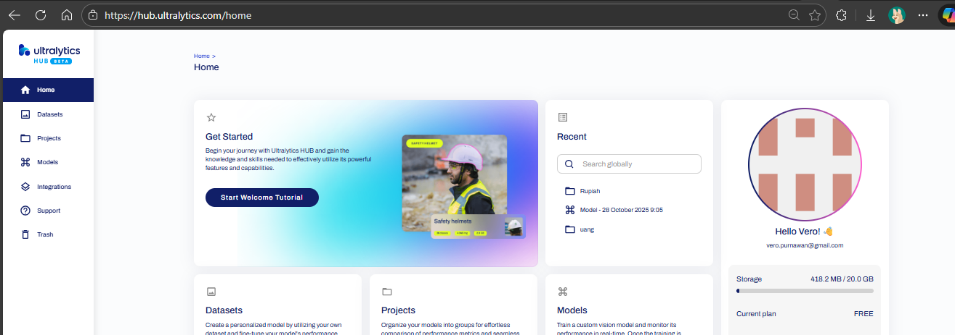 https://hub.ultralytics.com/home
ultralytics
HUB BETA
Home
Datasets
Projects
Models
Integrations
Support
Trash
Home >
Home
Get Started
Begin your journey with Ultralytics HUB and gain the
knowledge and skills needed to effectively utilize its powerful
features and capabilities.
Start Welcome Tutorial
SAFETY HELMET
Safety helmets
Recent
Search globally
Rupiah
Model - 28 October 2025 9:05
uang
Hello Vero! 👋
vero.purnawan@gmail.com
Storage 418.2 MB / 20.0 GB
Current plan FREE
Datasets
Create a personalized model by utilizing your own
dataset and fine-tune your model's performance
Projects
Organize your models into groups for effortless
comparison of performance metrics and seamless
Models
Train a custom vision model and monitor its
performance in real-time. Once the training is